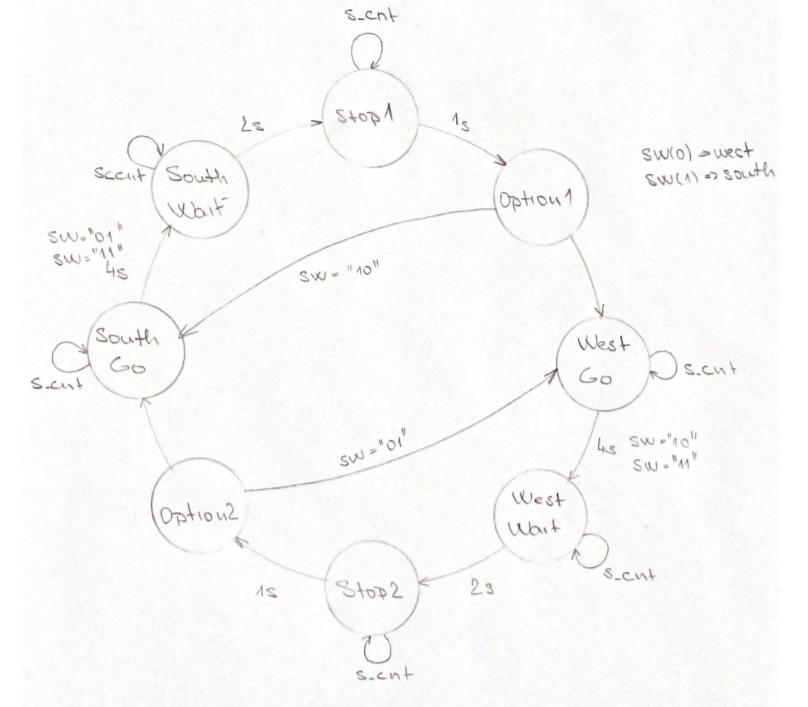 s_cnt
Stop1
2s
1s
s_cnt
South
Wait
SW(0) => west
SW(1) => south
Option1
SW="01"
SW="11"
4s
SW = "10"
South
Go
s_cnt
West
Go
s_cnt
SW = "01"
4s SW="10"
SW="11"
Option2
West
Wait
s_cnt
1s
Stop2
2s
s_cnt